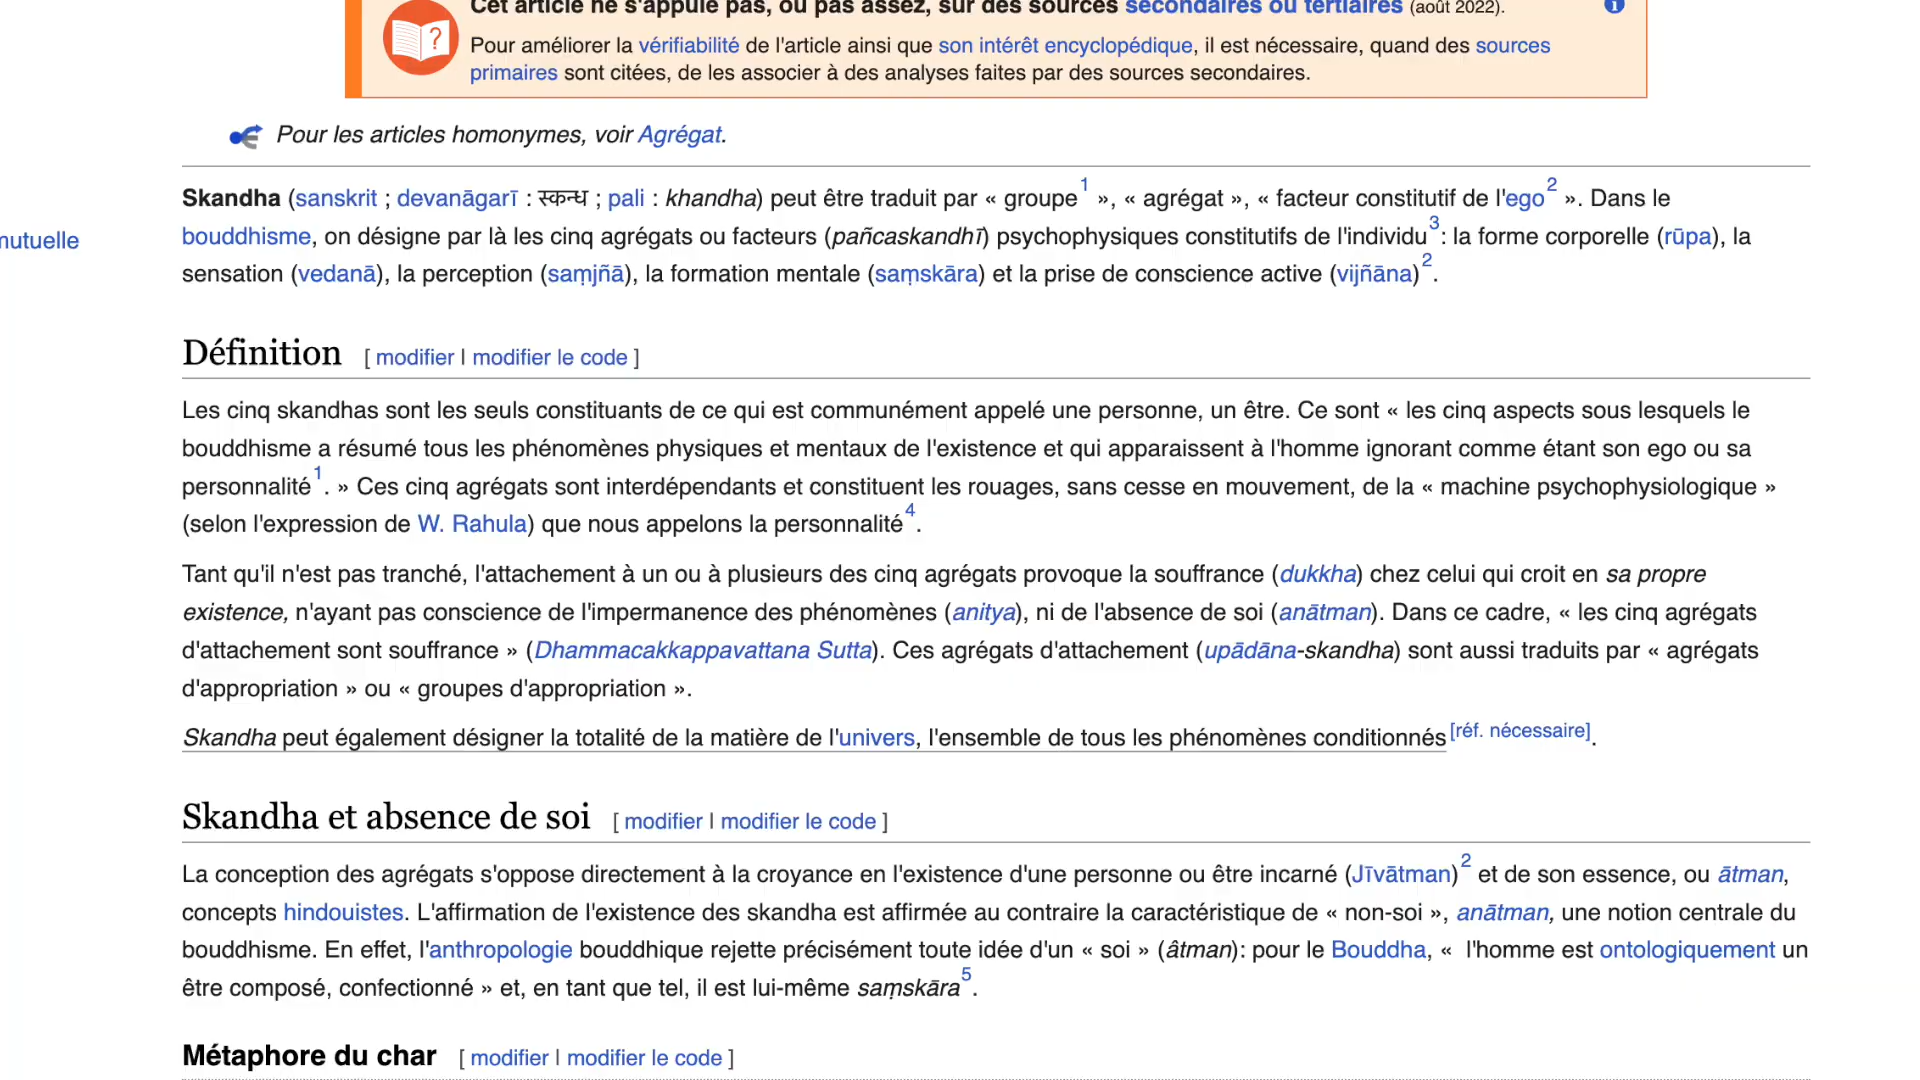 Cet article ne s'appuie pas, ou pas assez, sur des sources secondaires ou tertiaires (août 2022).
Pour améliorer la vérifiabilité de l'article ainsi que son intérêt encyclopédique, il est nécessaire, quand des sources
primaires sont citées, de les associer à des analyses faites par des sources secondaires.
Pour les articles homonymes, voir Agrégat.
Skandha (sanskrit ; devanāgarī : स्कन्ध ; pali : khandha) peut être traduit par « groupe1 », « agrégat », « facteur constitutif de l'ego2 ». Dans le
bouddhisme, on désigne par là les cinq agrégats ou facteurs (pañcaskandhī) psychophysiques constitutifs de l'individu3: la forme corporelle (rūpa), la
mutuelle
sensation (vedanā), la perception (saṃjñā), la formation mentale (saṃskāra) et la prise de conscience active (vijñāna)2.
Définition [ modifier | modifier le code ]
Les cinq skandhas sont les seuls constituants de ce qui est communément appelé une personne, un être. Ce sont « les cinq aspects sous lesquels le
bouddhisme a résumé tous les phénomènes physiques et mentaux de l'existence et qui apparaissent à l'homme ignorant comme étant son ego ou sa
personnalité1. » Ces cinq agrégats sont interdépendants et constituent les rouages, sans cesse en mouvement, de la « machine psychophysiologique »
(selon l'expression de W. Rahula) que nous appelons la personnalité4.
Tant qu'il n'est pas tranché, l'attachement à un ou à plusieurs des cinq agrégats provoque la souffrance (dukkha) chez celui qui croit en sa propre
existence, n'ayant pas conscience de l'impermanence des phénomènes (anitya), ni de l'absence de soi (anātman). Dans ce cadre, « les cinq agrégats
d'attachement sont souffrance » (Dhammacakkappavattana Sutta). Ces agrégats d'attachement (upādāna-skandha) sont aussi traduits par « agrégats
d'appropriation » ou « groupes d'appropriation ».
Skandha peut également désigner la totalité de la matière de l'univers, l'ensemble de tous les phénomènes conditionnés[réf. nécessaire].
Skandha et absence de soi [ modifier | modifier le code ]
La conception des agrégats s'oppose directement à la croyance en l'existence d'une personne ou être incarné (Jīvātman)2 et de son essence, ou ātman,
concepts hindouistes. L'affirmation de l'existence des skandha est affirmée au contraire la caractéristique de « non-soi », anātman, une notion centrale du
bouddhisme. En effet, l'anthropologie bouddhique rejette précisément toute idée d'un « soi » (âtman): pour le Bouddha, « l'homme est ontologiquement un
être composé, confectionné » et, en tant que tel, il est lui-même saṃskāra5.
Métaphore du char [ modifier | modifier le code ]